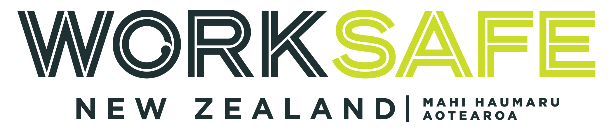 WORKSAFE
NEW ZEALAND | MAHI HAUMARU
AOTEAROA